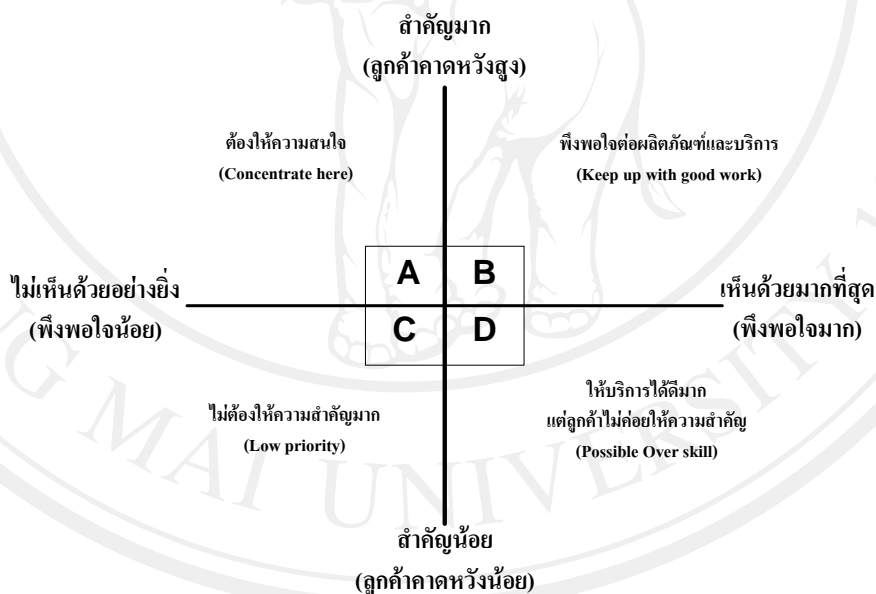 สำคัญมาก
(ลูกค้าคาดหวังสูง)
ต้องให้ความสนใจ
(Concentrate here)
พึงพอใจต่อผลิตภัณฑ์และบริการ
(Keep up with good work)
A B
ไม่เห็นด้วยอย่างยิ่ง
(พึงพอใจน้อย)
เห็นด้วยมากที่สุด
(พึงพอใจมาก)
C D
ไม่ต้องให้ความสำคัญมาก
(Low priority)
ให้บริการได้ดีมาก
แต่ลูกค้าไม่ค่อยให้ความสำคัญ
(Possible Over skill)
สำคัญน้อย
(ลูกค้าคาดหวังน้อย)
NG MAI UNIVERSITY 1